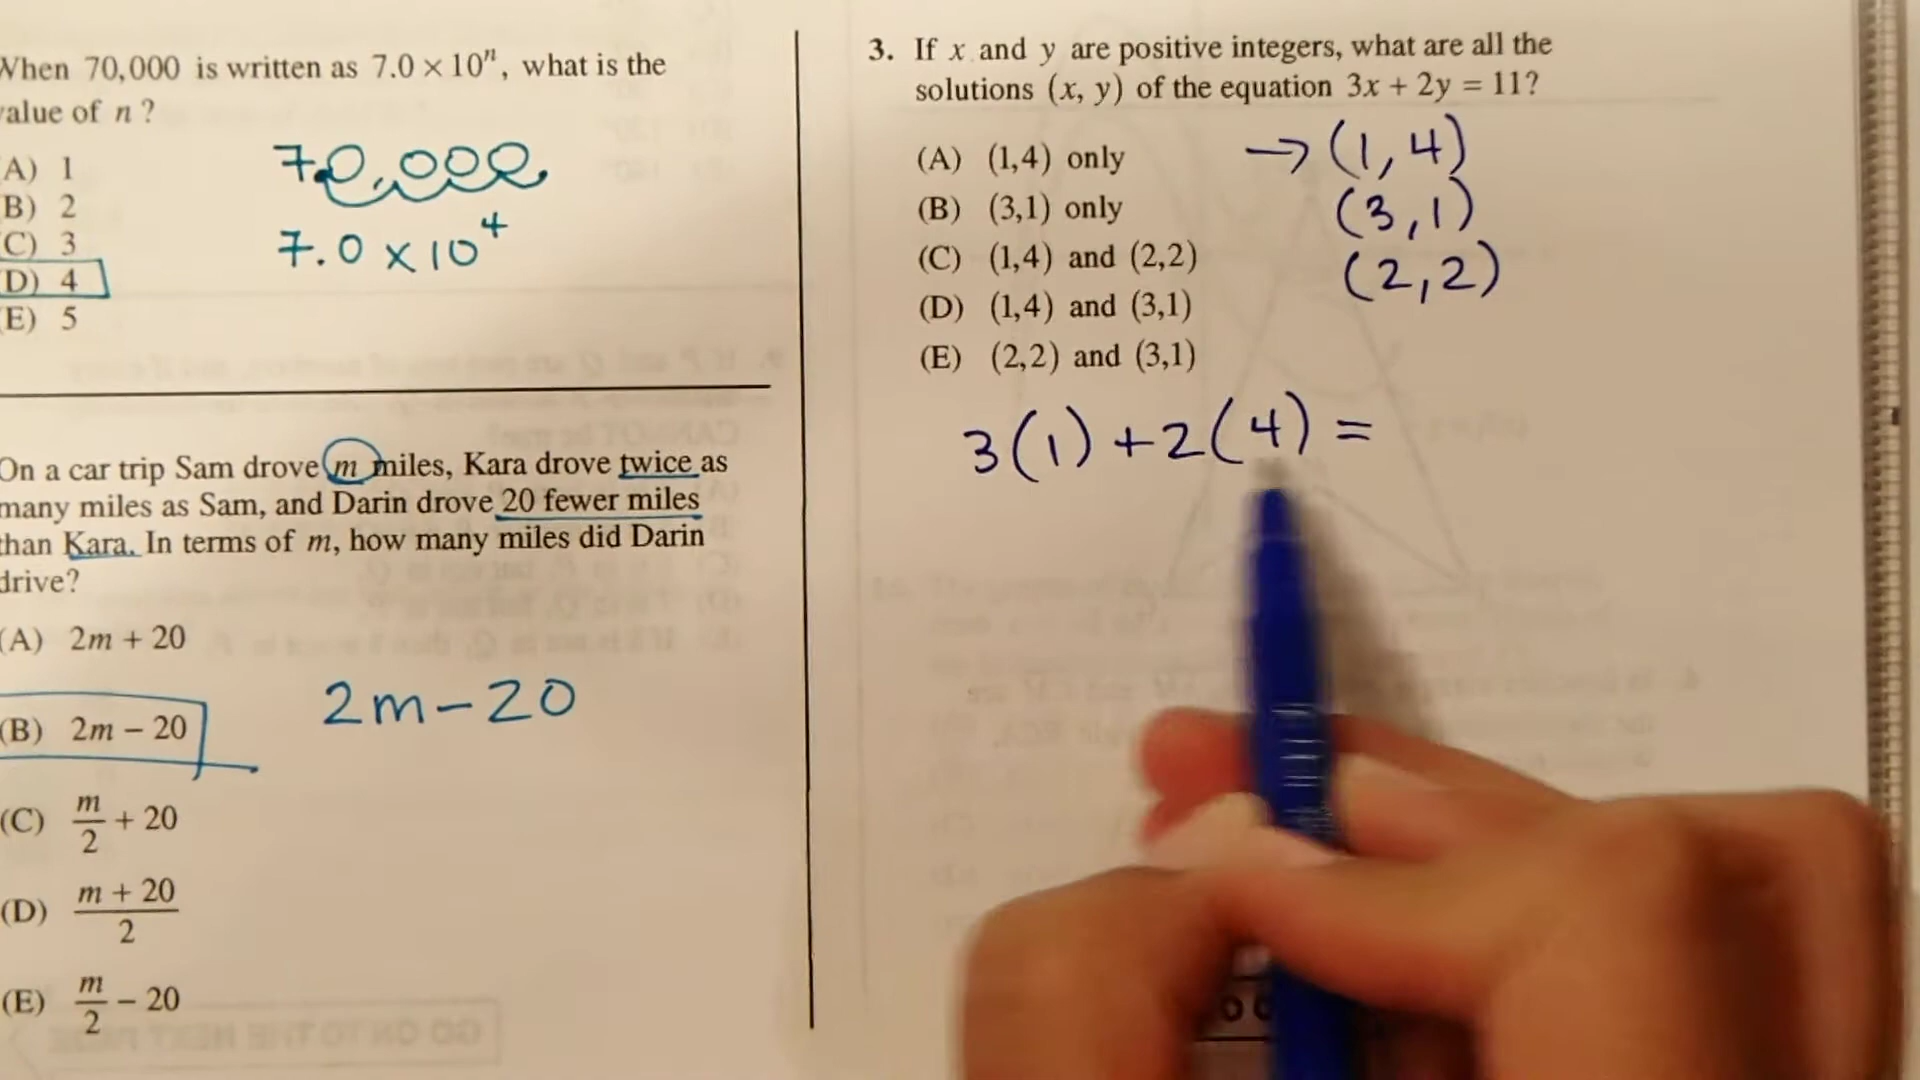 When 70,000 is written as 7.0 × 10ⁿ, what is the
value of n ?
(A) 1
(B) 2
(C) 3
(D) 4
(E) 5
70,000
7.0 x 10⁴
On a car trip Sam drove m miles, Kara drove twice as
many miles as Sam, and Darin drove 20 fewer miles
than Kara. In terms of m, how many miles did Darin
drive?
(A) 2m + 20
(B) 2m − 20
(C) m/2 + 20
(D) (m + 20)/2
(E) m/2 − 20
2m − 20
3. If x and y are positive integers, what are all the
solutions (x, y) of the equation 3x + 2y = 11?
(A) (1,4) only
(B) (3,1) only
(C) (1,4) and (2,2)
(D) (1,4) and (3,1)
(E) (2,2) and (3,1)
→ (1, 4)
(3, 1)
(2, 2)
3(1) + 2(4) =